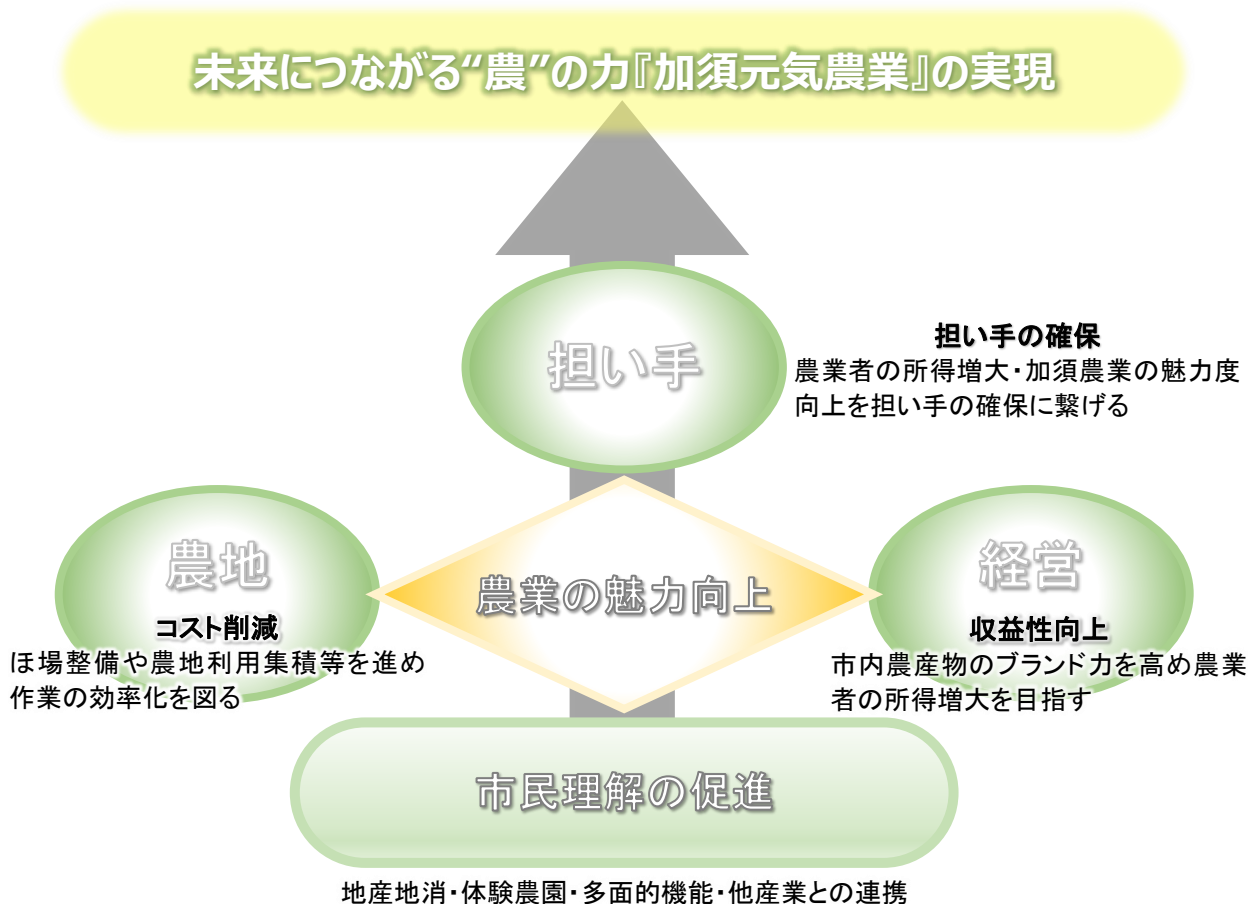 未来につながる“農”の力『加須元気農業』の実現
担い手
担い手の確保
農業者の所得増大・加須農業の魅力度
向上を担い手の確保に繋げる
農地
コスト削減
ほ場整備や農地利用集積等を進め
作業の効率化を図る
農業の魅力向上
経営
収益性向上
市内農産物のブランド力を高め農業
者の所得増大を目指す
市民理解の促進
地産地消・体験農園・多面的機能・他産業との連携